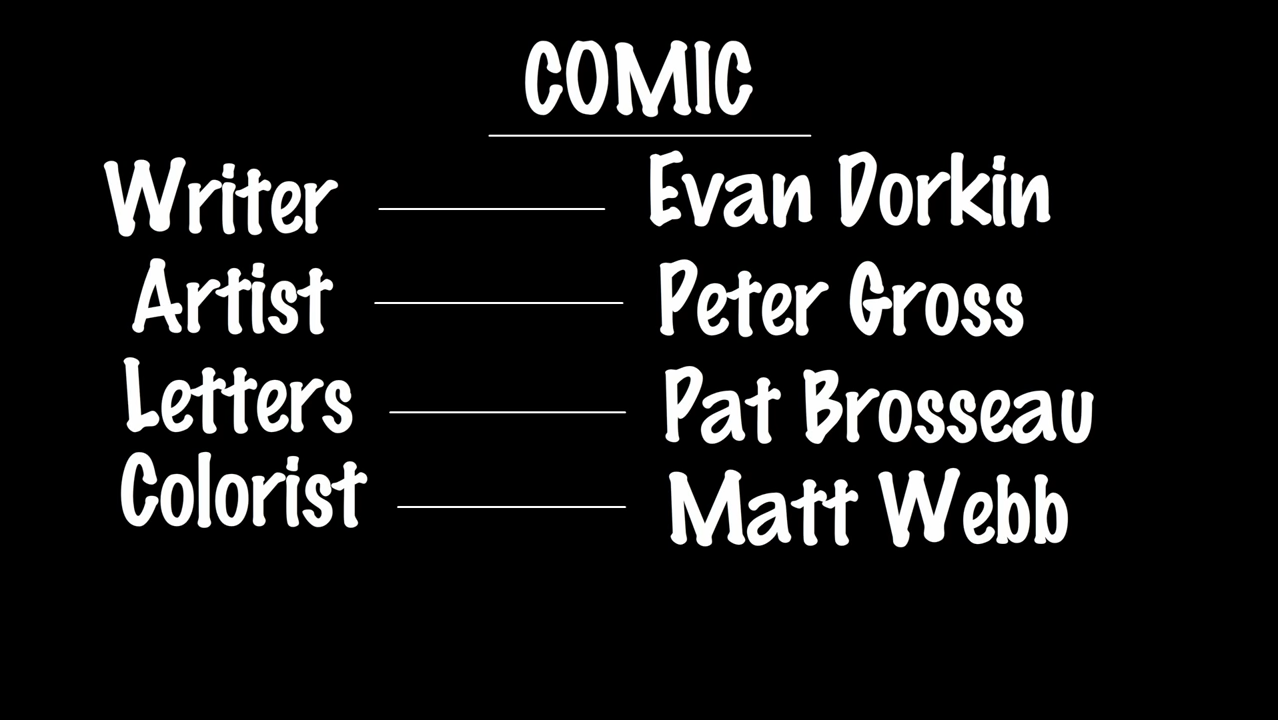 COMIC
Writer Evan Dorkin
Artist Peter Gross
Letters Pat Brosseau
Colorist Matt Webb